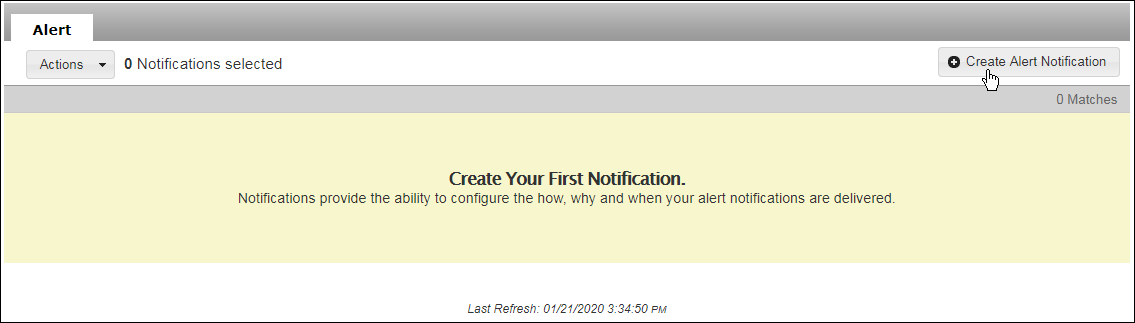 Alert
Actions 0 Notifications selected Create Alert Notification
0 Matches
Create Your First Notification.
Notifications provide the ability to configure the how, why and when your alert notifications are delivered.
Last Refresh: 01/21/2020 3:34:50 PM